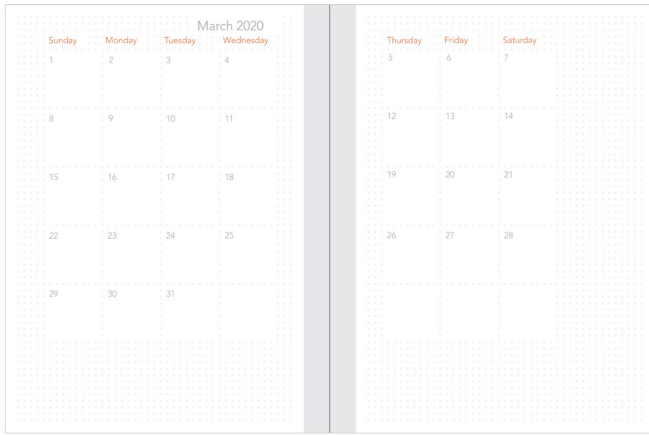 March 2020
Sunday Monday Tuesday Wednesday Thursday Friday Saturday
1 2 3 4 5 6 7
8 9 10 11 12 13 14
15 16 17 18 19 20 21
22 23 24 25 26 27 28
29 30 31